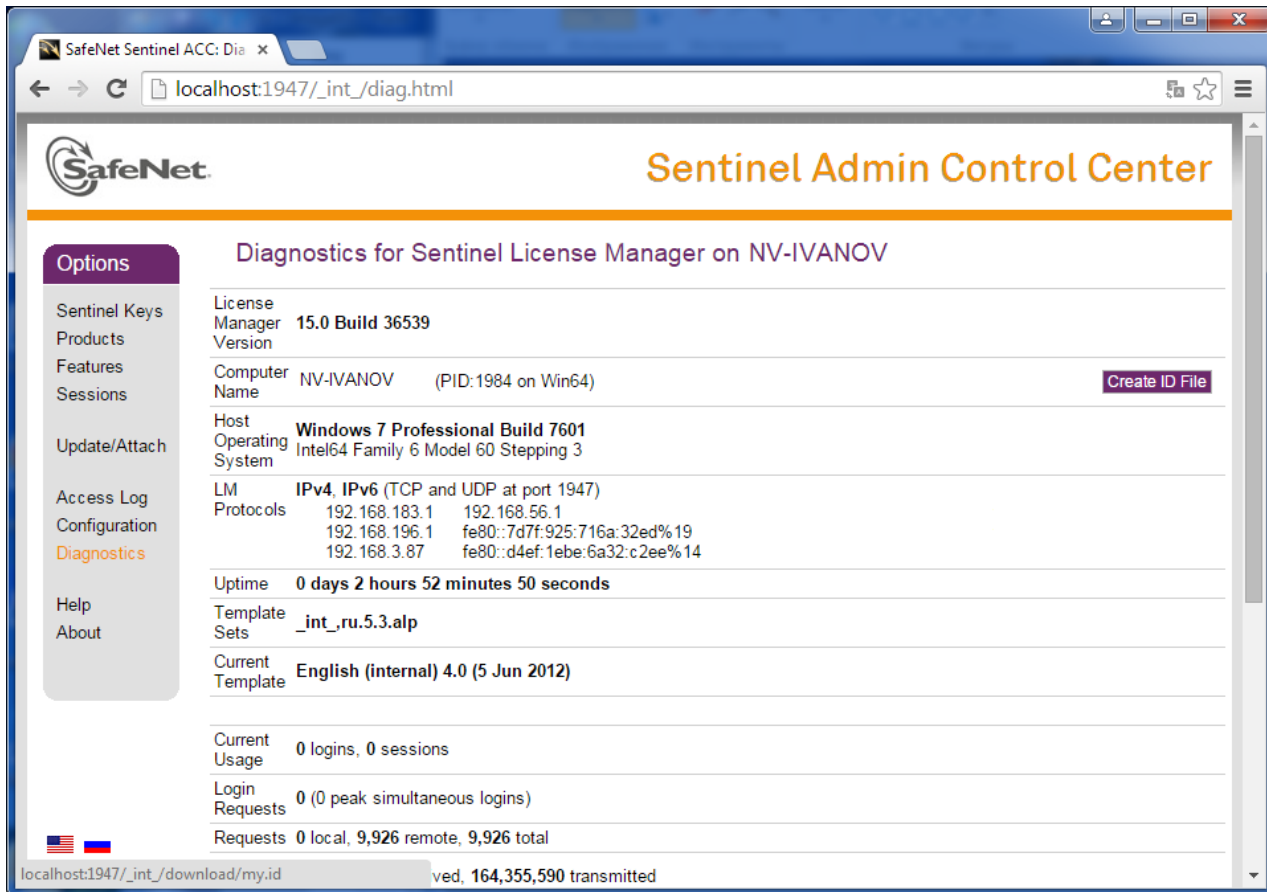 SafeNet Sentinel ACC: Dia
localhost:1947/_int_/diag.html
SafeNet.
Sentinel Admin Control Center
Options
Sentinel Keys
Products
Features
Sessions
Update/Attach
Access Log
Configuration
Diagnostics
Help
About
Diagnostics for Sentinel License Manager on NV-IVANOV
License Manager Version 15.0 Build 36539
Computer Name NV-IVANOV (PID:1984 on Win64) Create ID File
Host Operating System Windows 7 Professional Build 7601
Intel64 Family 6 Model 60 Stepping 3
LM Protocols IPv4, IPv6 (TCP and UDP at port 1947)
192.168.183.1 192.168.56.1
192.168.196.1 fe80::7d7f:925:716a:32ed%19
192.168.3.87 fe80::d4ef:1ebe:6a32:c2ee%14
Uptime 0 days 2 hours 52 minutes 50 seconds
Template Sets _int_,ru.5.3.alp
Current Template English (internal) 4.0 (5 Jun 2012)
Current Usage 0 logins, 0 sessions
Login Requests 0 (0 peak simultaneous logins)
Requests 0 local, 9,926 remote, 9,926 total
ved, 164,355,590 transmitted
localhost:1947/_int_/download/my.id